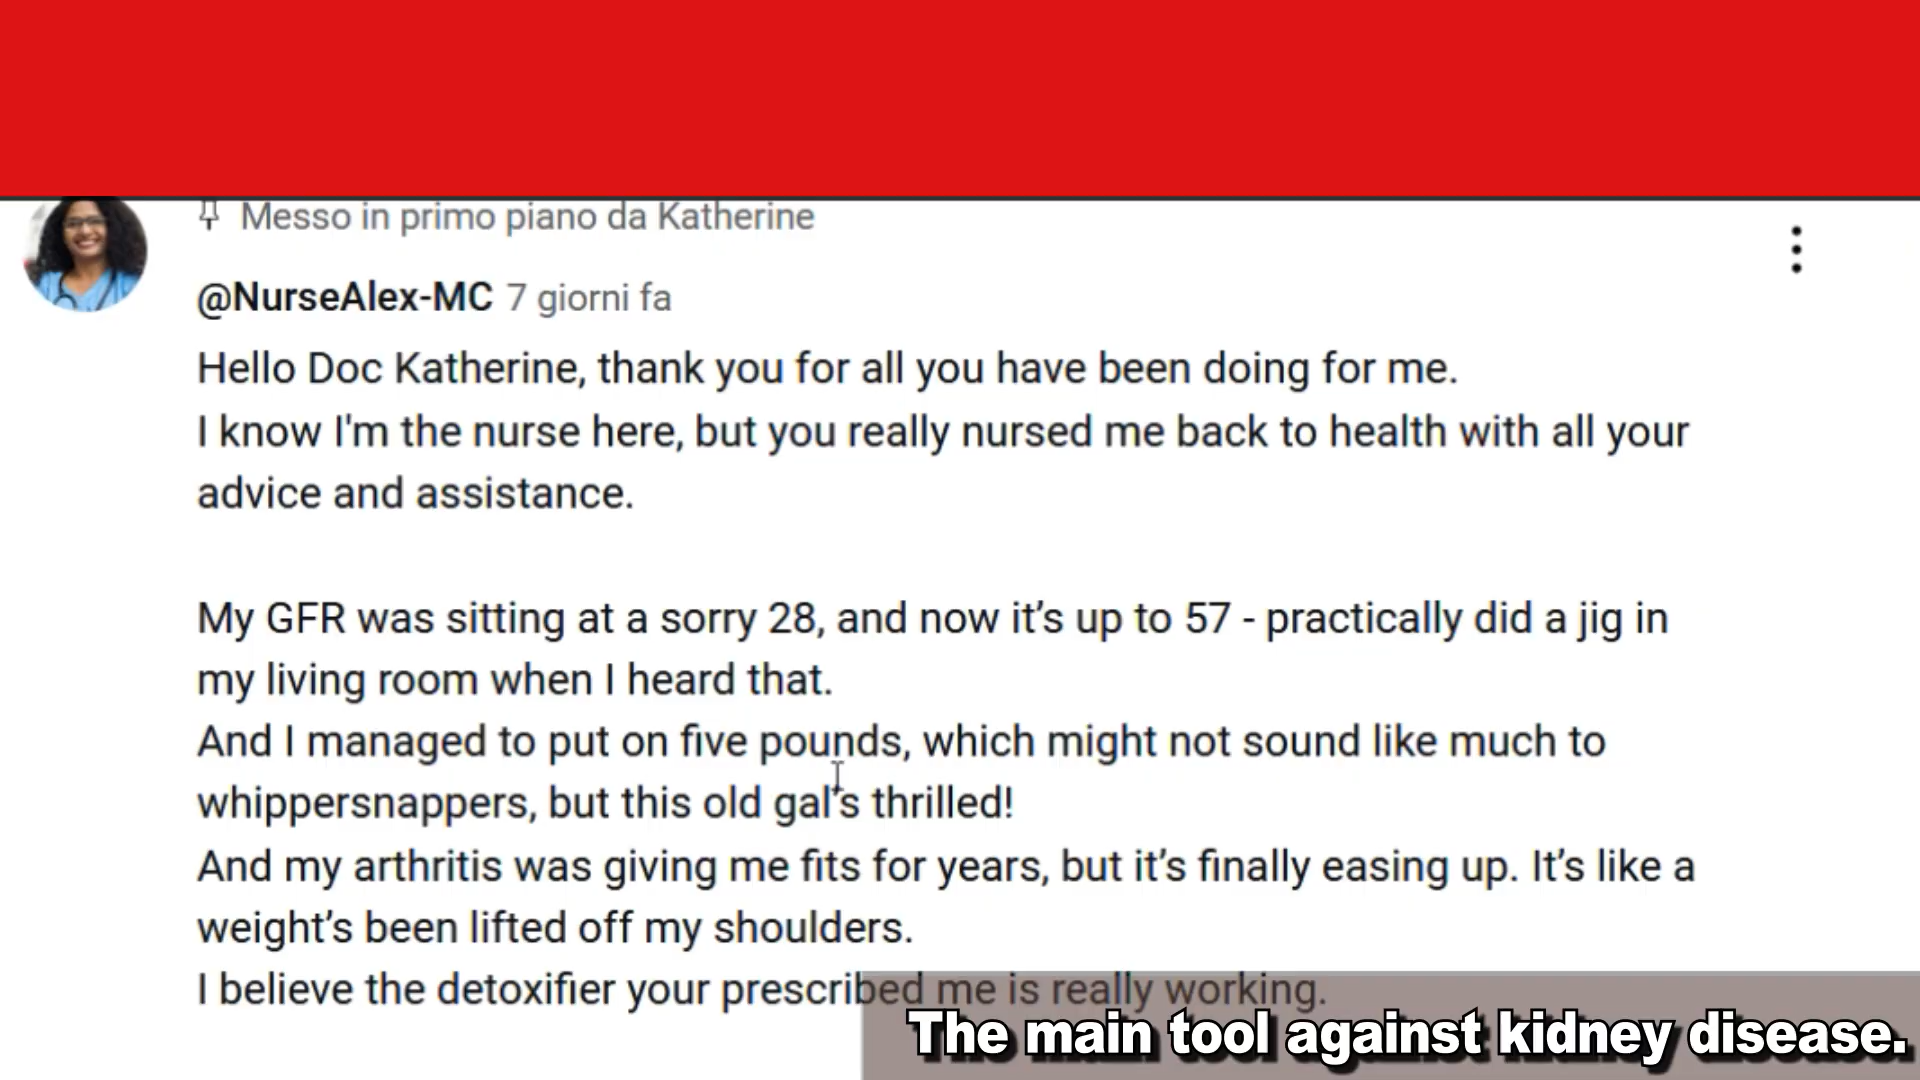 Messo in primo piano da Katherine
@NurseAlex-MC 7 giorni fa
Hello Doc Katherine, thank you for all you have been doing for me.
I know I'm the nurse here, but you really nursed me back to health with all your
advice and assistance.
My GFR was sitting at a sorry 28, and now it’s up to 57 - practically did a jig in
my living room when I heard that.
And I managed to put on five pounds, which might not sound like much to
whippersnappers, but this old gal’s thrilled!
And my arthritis was giving me fits for years, but it’s finally easing up. It’s like a
weight’s been lifted off my shoulders.
I believe the detoxifier your prescribed me is really working.
The main tool against kidney disease.